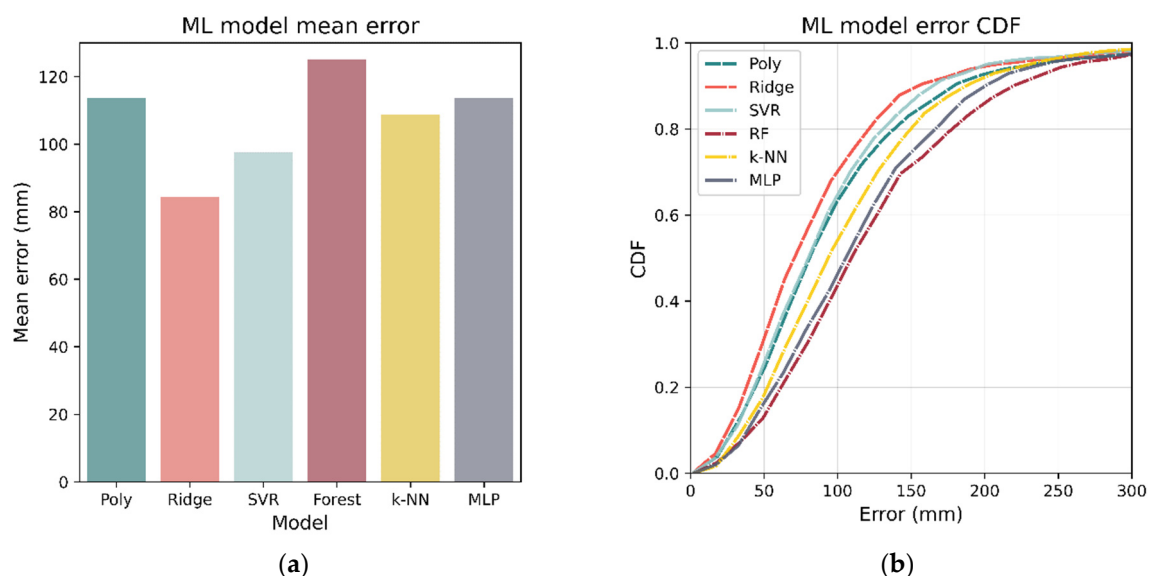 ML model mean error
Mean error (mm)
120
100
80
60
40
20
0
Poly Ridge SVR Forest k-NN MLP
Model
(a)
ML model error CDF
CDF
1.0
0.8
0.6
0.4
0.2
0.0
Poly
Ridge
SVR
RF
k-NN
MLP
0 50 100 150 200 250 300
Error (mm)
(b)